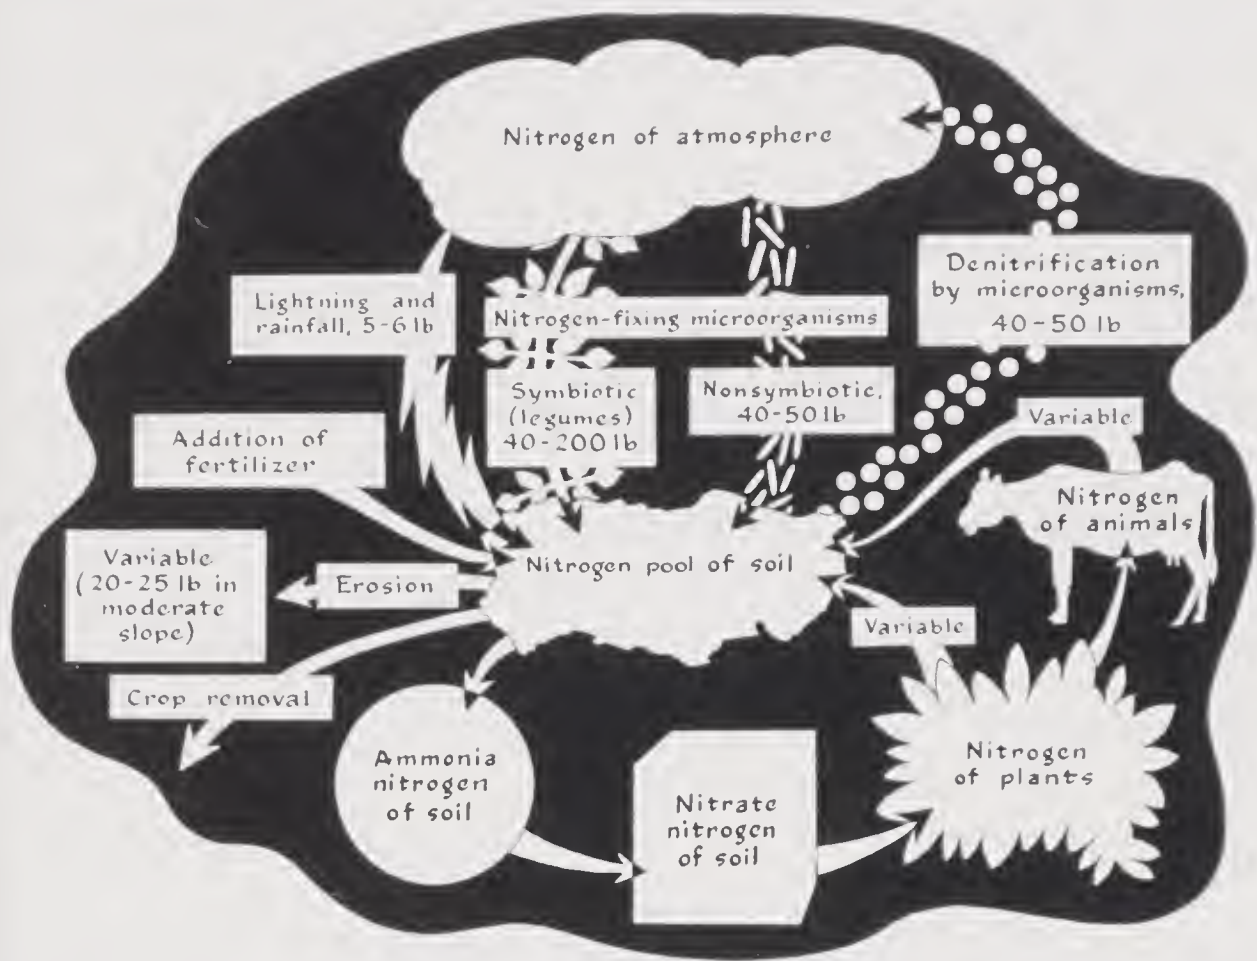 Nitrogen of atmosphere
Lightning and
rainfall, 5-6 lb
Nitrogen-fixing microorganisms
Denitrification
by microorganisms,
40-50 lb
Symbiotic
(legumes)
40-200 lb
Nonsymbiotic,
40-50 lb
Variable
Addition of
fertilizer
Nitrogen
of animals
Variable
(20-25 lb in
moderate
slope)
Erosion
Nitrogen pool of soil
Variable
Crop removal
Ammonia
nitrogen
of soil
Nitrate
nitrogen
of soil
Nitrogen
of plants